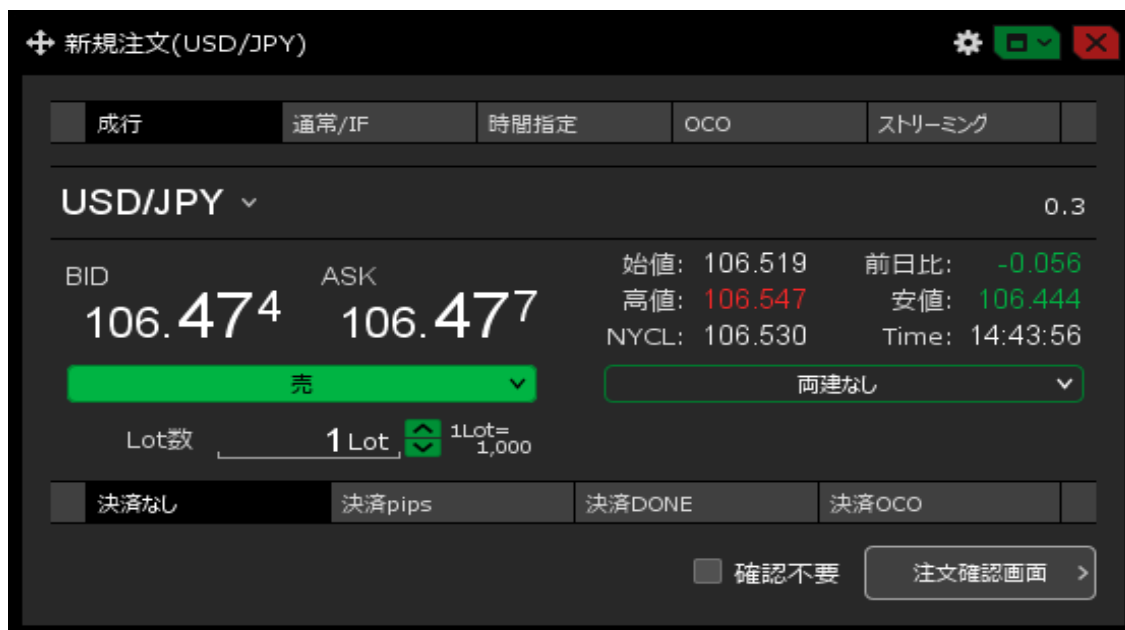 新規注文(USD/JPY)
成行 通常/IF 時間指定 OCO ストリーミング
USD/JPY 0.3
BID ASK 始値: 106.519 前日比: -0.056
106.474 106.477 高値: 106.547 安値: 106.444
NYCL: 106.530 Time: 14:43:56
売 両建なし
Lot数 1 Lot 1Lot=
1,000
決済なし 決済pips 決済DONE 決済OCO
確認不要 注文確認画面 >